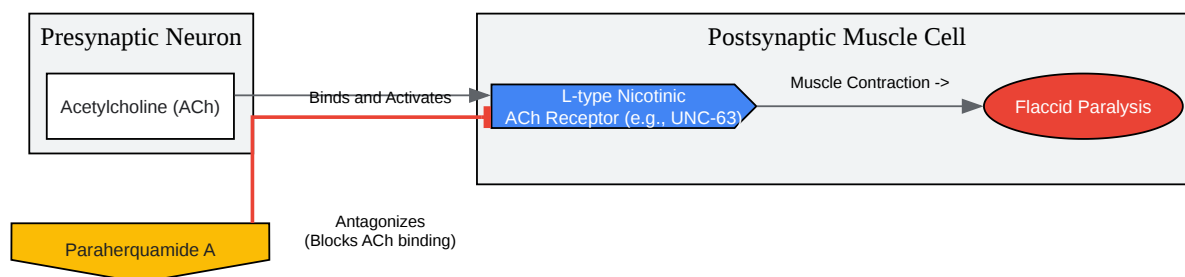 Presynaptic Neuron
Postsynaptic Muscle Cell
Acetylcholine (ACh)
Binds and Activates
L-type Nicotinic
ACh Receptor (e.g., UNC-63)
Muscle Contraction ->
Flaccid Paralysis
Paraherquamide A
Antagonizes
(Blocks ACh binding)